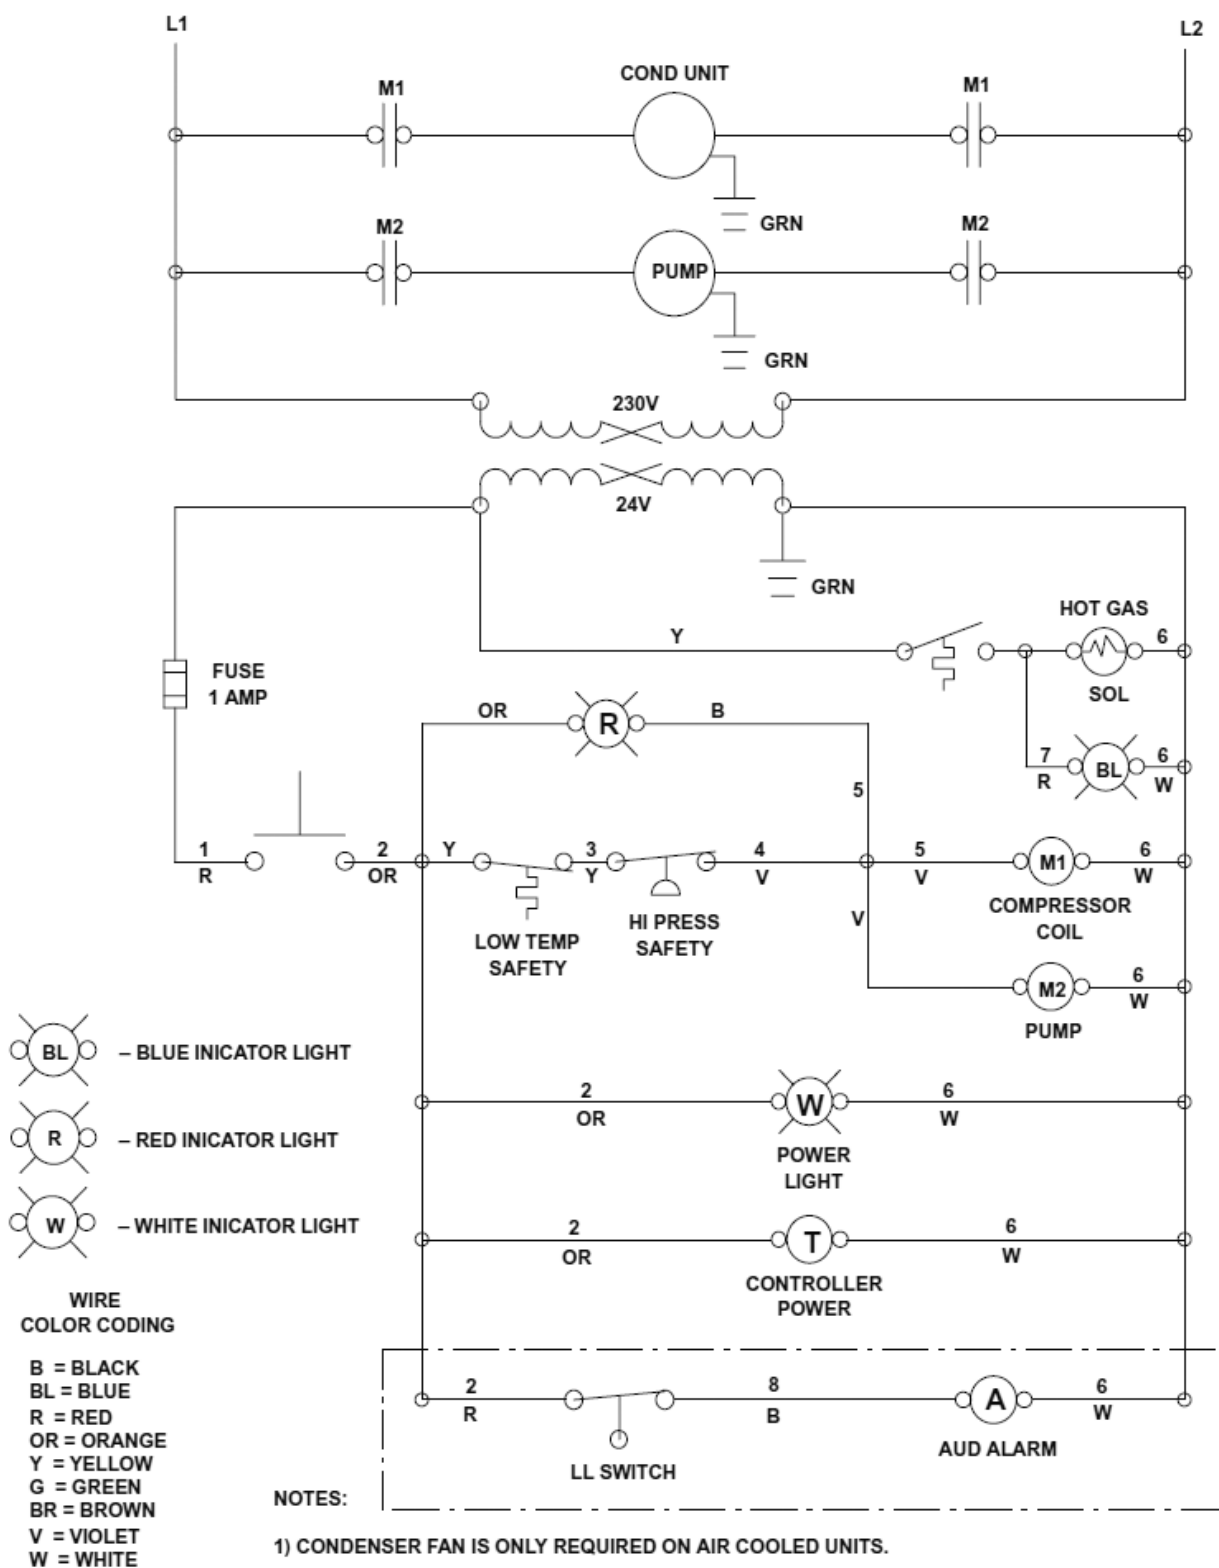 L1
L2
COND UNIT
M1
M1
GRN
M2
M2
PUMP
GRN
230V
24V
GRN
HOT GAS
Y
6
SOL
FUSE
1 AMP
OR
R
B
7
BL
6
R
W
5
1
2
Y
3
4
5
M1
6
R
OR
Y
V
V
W
LOW TEMP
SAFETY
HI PRESS
SAFETY
COMPRESSOR
COIL
V
M2
6
W
PUMP
BL
– BLUE INICATOR LIGHT
R
– RED INICATOR LIGHT
W
– WHITE INICATOR LIGHT
2
W
6
OR
W
POWER
LIGHT
2
T
6
OR
W
CONTROLLER
POWER
WIRE
COLOR CODING
B = BLACK
BL = BLUE
R = RED
OR = ORANGE
Y = YELLOW
G = GREEN
BR = BROWN
V = VIOLET
W = WHITE
2
8
A
6
R
B
W
LL SWITCH
AUD ALARM
NOTES:
1) CONDENSER FAN IS ONLY REQUIRED ON AIR COOLED UNITS.